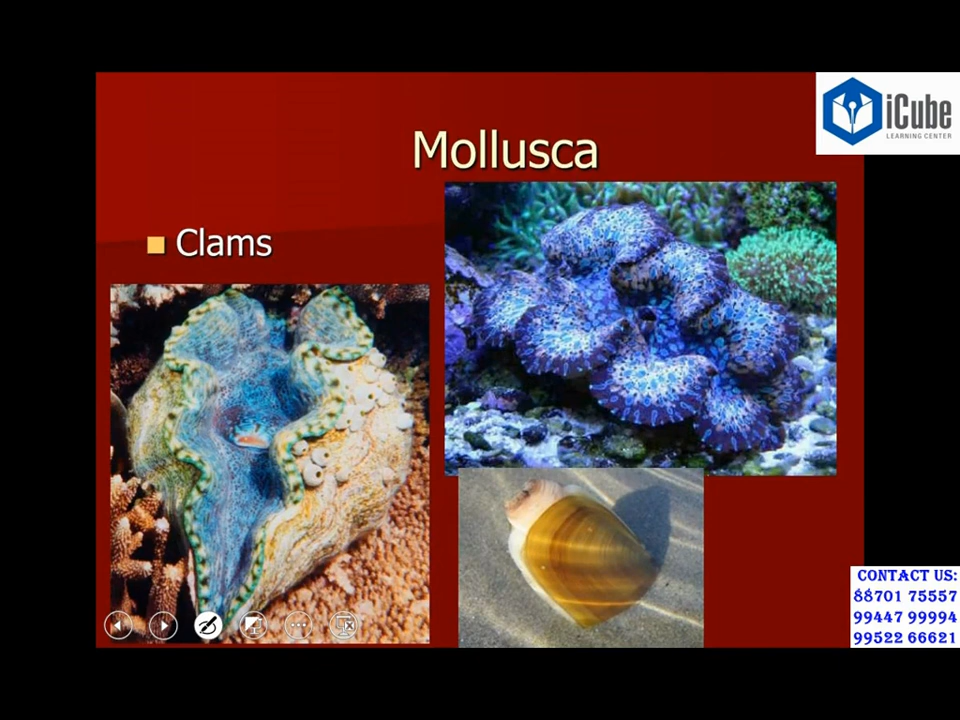 iCube
LEARNING CENTER
Mollusca
Clams
CONTACT US:
88701 75557
99447 99994
99522 66621